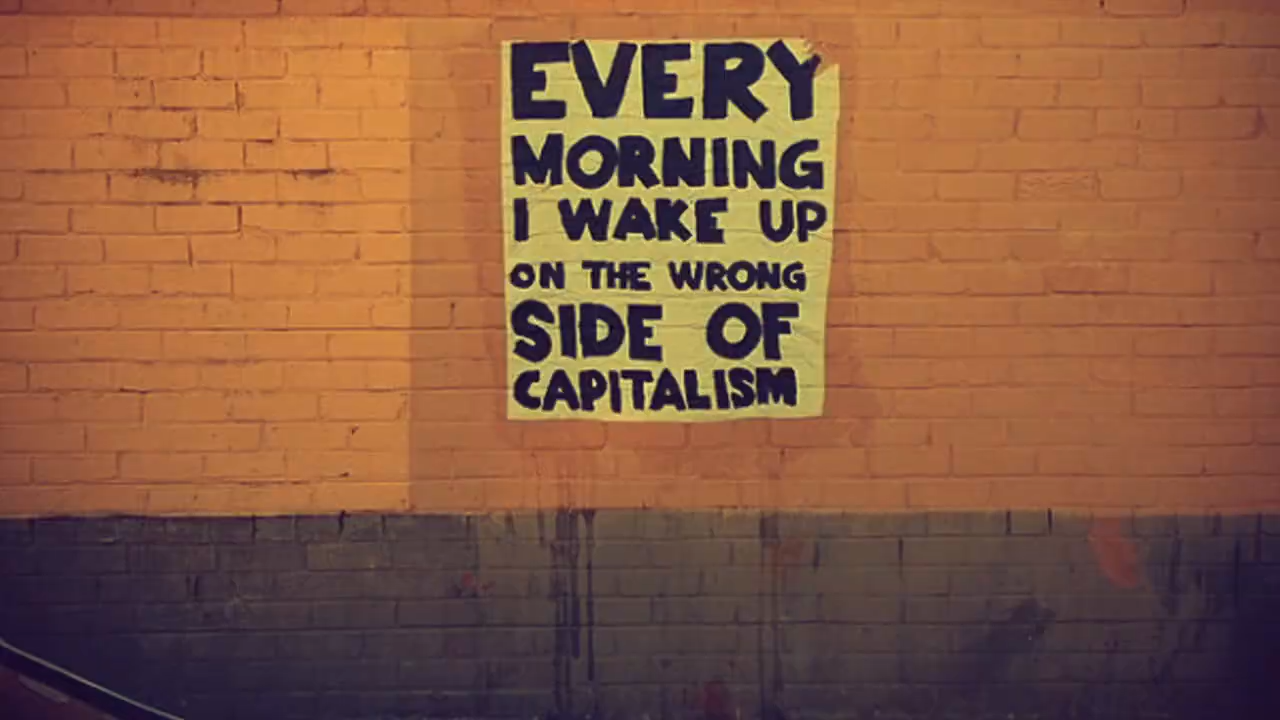 EVERY
MORNING
I WAKE UP
ON THE WRONG
SIDE OF
CAPITALISM